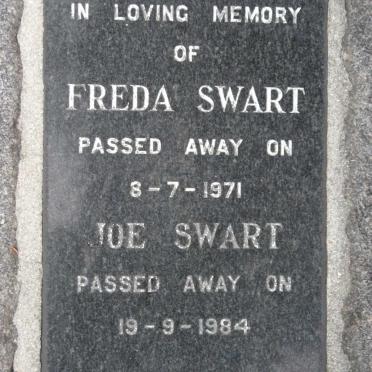 IN LOVING MEMORY
OF
FREDA SWART
PASSED AWAY ON
8-7-1971
JOE SWART
PASSED AWAY ON
19-9-1984